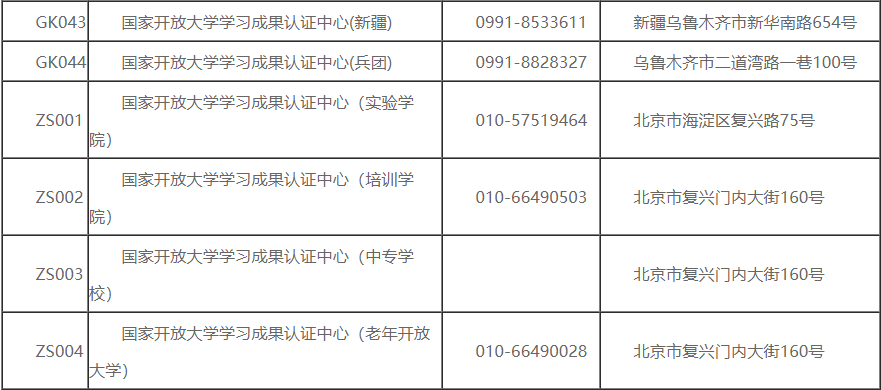 GK043 国家开放大学学习成果认证中心(新疆) 0991-8533611 新疆乌鲁木齐市新华南路654号
GK044 国家开放大学学习成果认证中心(兵团) 0991-8828327 乌鲁木齐市二道湾路一巷100号
ZS001 国家开放大学学习成果认证中心（实验学
院） 010-57519464 北京市海淀区复兴路75号
ZS002 国家开放大学学习成果认证中心（培训学
院） 010-66490503 北京市复兴门内大街160号
ZS003 国家开放大学学习成果认证中心（中专学
校） 北京市复兴门内大街160号
ZS004 国家开放大学学习成果认证中心（老年开放
大学） 010-66490028 北京市复兴门内大街160号